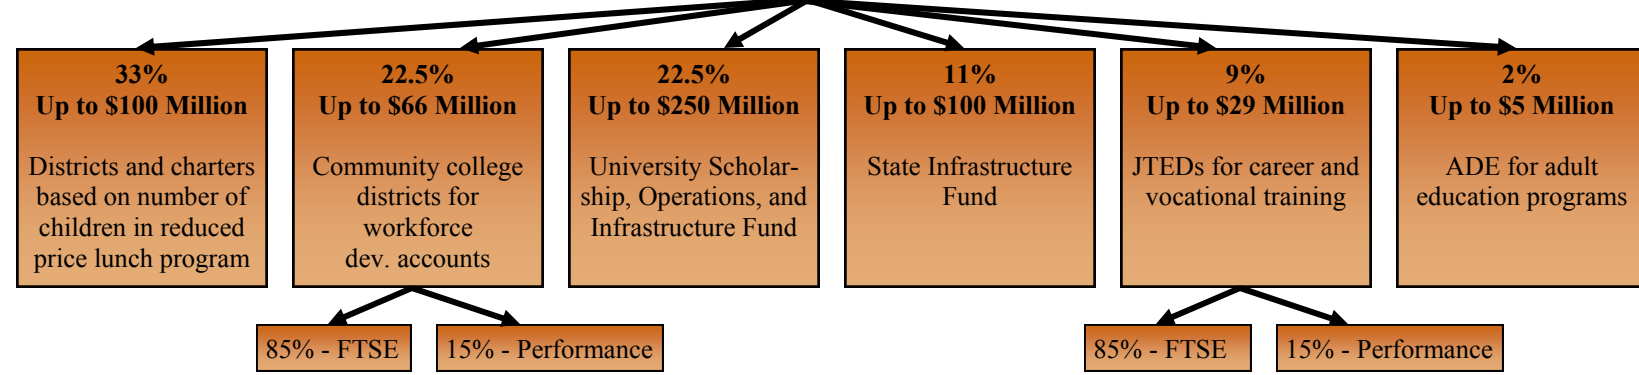 33%
Up to $100 Million
Districts and charters
based on number of
children in reduced
price lunch program
22.5%
Up to $66 Million
Community college
districts for
workforce
dev. accounts
22.5%
Up to $250 Million
University Scholar-
ship, Operations, and
Infrastructure Fund
11%
Up to $100 Million
State Infrastructure
Fund
9%
Up to $29 Million
JTEDs for career and
vocational training
2%
Up to $5 Million
ADE for adult
education programs
85% - FTSE
15% - Performance
85% - FTSE
15% - Performance